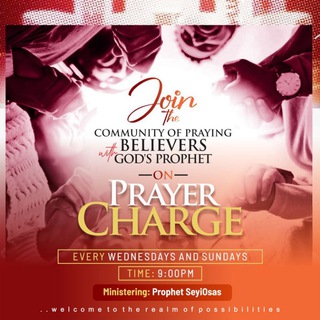 Join
the
COMMUNITY OF PRAYING
BELIEVERS
with GOD'S PROPHET
ON
PRAYER
CHARGE
EVERY WEDNESDAYS AND SUNDAYS
TIME: 9:00PM
Ministering: Prophet SeyiOsas
..welcome to the realm of possibilities